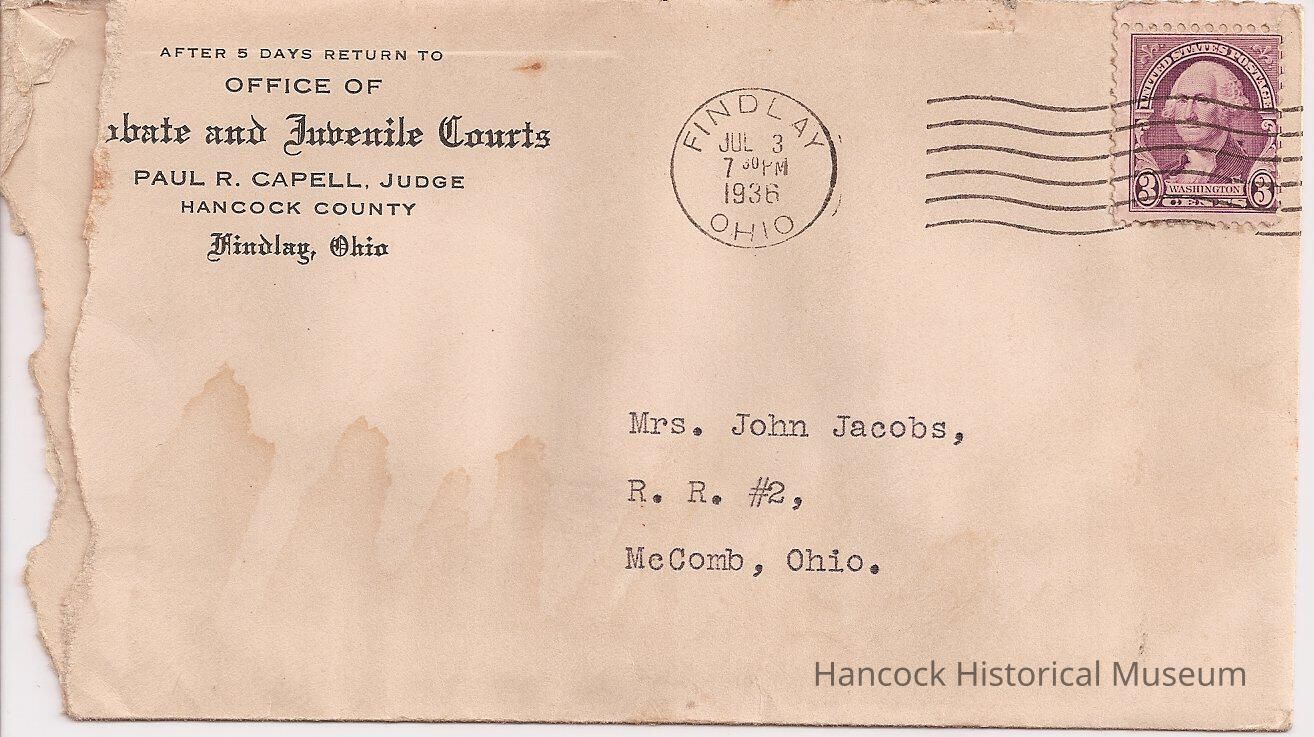 AFTER 5 DAYS RETURN TO
OFFICE OF
obate and Juvenile Courts
PAUL R. CAPELL, JUDGE
HANCOCK COUNTY
Findlay, Ohio
FINDLAY
JUL 3
7 30 PM
1936
OHIO
UNITED STATES POSTAGE
3 WASHINGTON 3
Mrs. John Jacobs,
R. R. #2,
McComb, Ohio.
Hancock Historical Museum